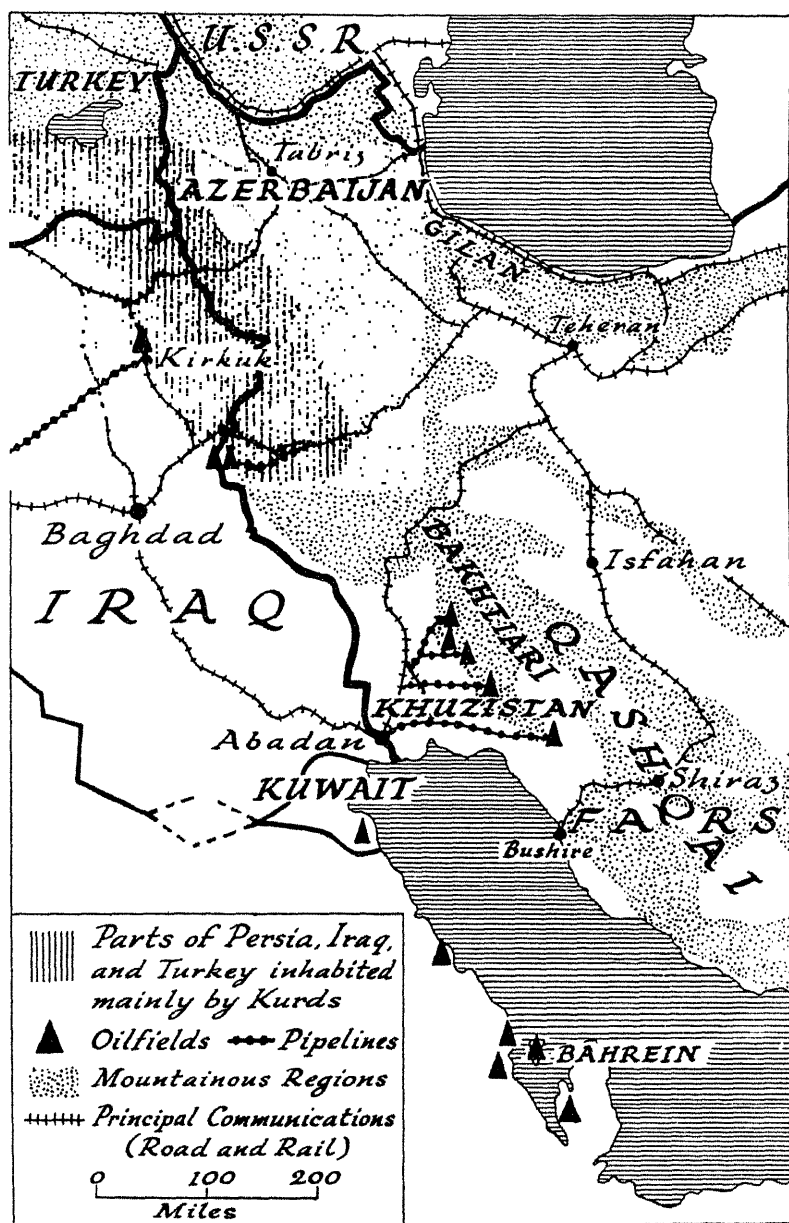 U.S.S.R
TURKEY
Tabriz
AZERBAIJAN
GILAN
Teheran
Kirkuk
Baghdad
IRAQ
Isfahan
BAKHTIARI
QASHQAI
KHUZISTAN
Abadan
KUWAIT
Shiraz
FARS
Bushire
BAHREIN
Parts of Persia, Iraq,
and Turkey inhabited
mainly by Kurds
Oilfields Pipelines
Mountainous Regions
Principal Communications
(Road and Rail)
0 100 200
Miles